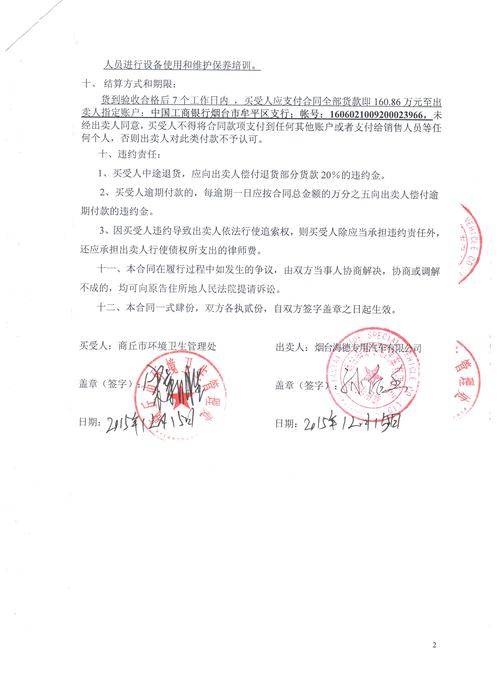 人员进行设备使用和维护保养培训。
十、结算方式和期限：
货到验收合格后7个工作日内，买受人应支付合同全部货款即160.86万元至出
卖人指定账户：中国工商银行烟台市牟平区支行；帐号：1606021009200023966，未
经出卖人同意，买受人不得将合同款项支付到任何其他账户或者支付给销售人员等任
何个人，否则出卖人对此类付款不予认可。
十、违约责任：
1、买受人中途退货，应向出卖人偿付退货部分货款20%的违约金。
2、买受人逾期付款的，每逾期一日应按合同总金额的万分之五向出卖人偿付逾
期付款的违约金。
3、因买受人违约导致出卖人依法行使追索权，则买受人除应当承担违约责任外，
还应承担出卖人行使债权所支出的律师费。
十一、本合同在履行过程中如发生的争议，由双方当事人协商解决，协商或调解
不成的，均可向原告住所地人民法院提请诉讼。
十二、本合同一式肆份，双方各执贰份，自双方签字盖章之日起生效。
买受人：商丘市环境卫生管理处
出卖人：烟台海德专用汽车有限公司
盖章（签字）：
盖章（签字）：
日期：2015年12月15日
日期：2015年12月15日
2